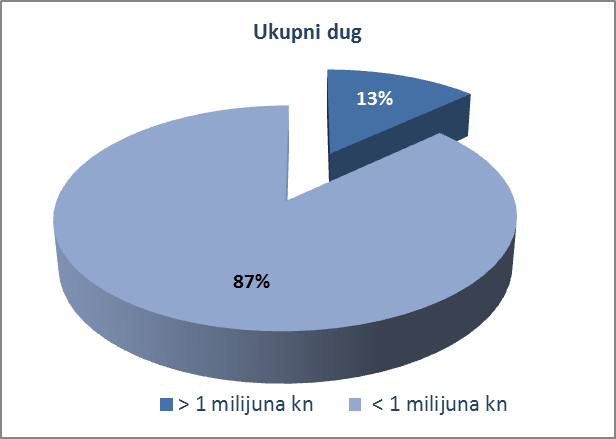 Ukupni dug
13%
87%
> 1 milijuna kn < 1 milijuna kn